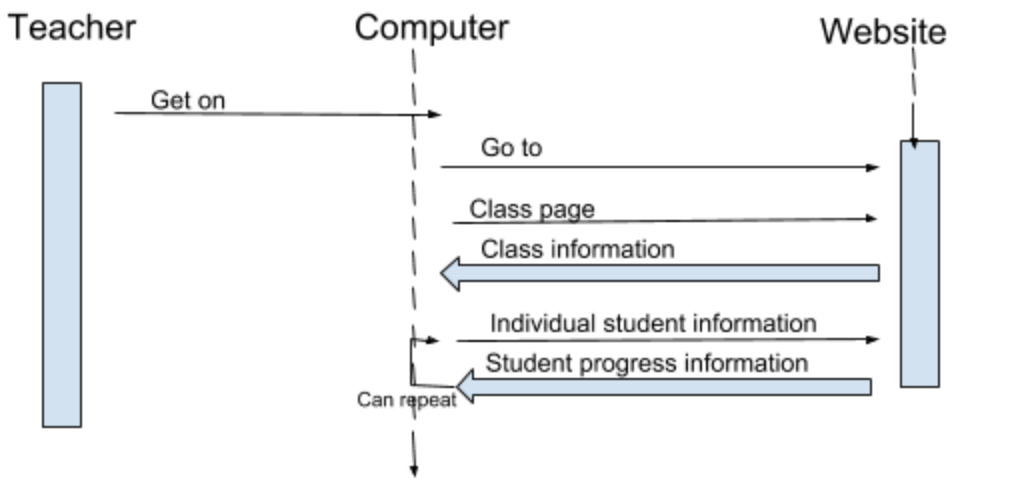 Teacher
Computer
Website
Get on
Go to
Class page
Class information
Individual student information
Student progress information
Can repeat